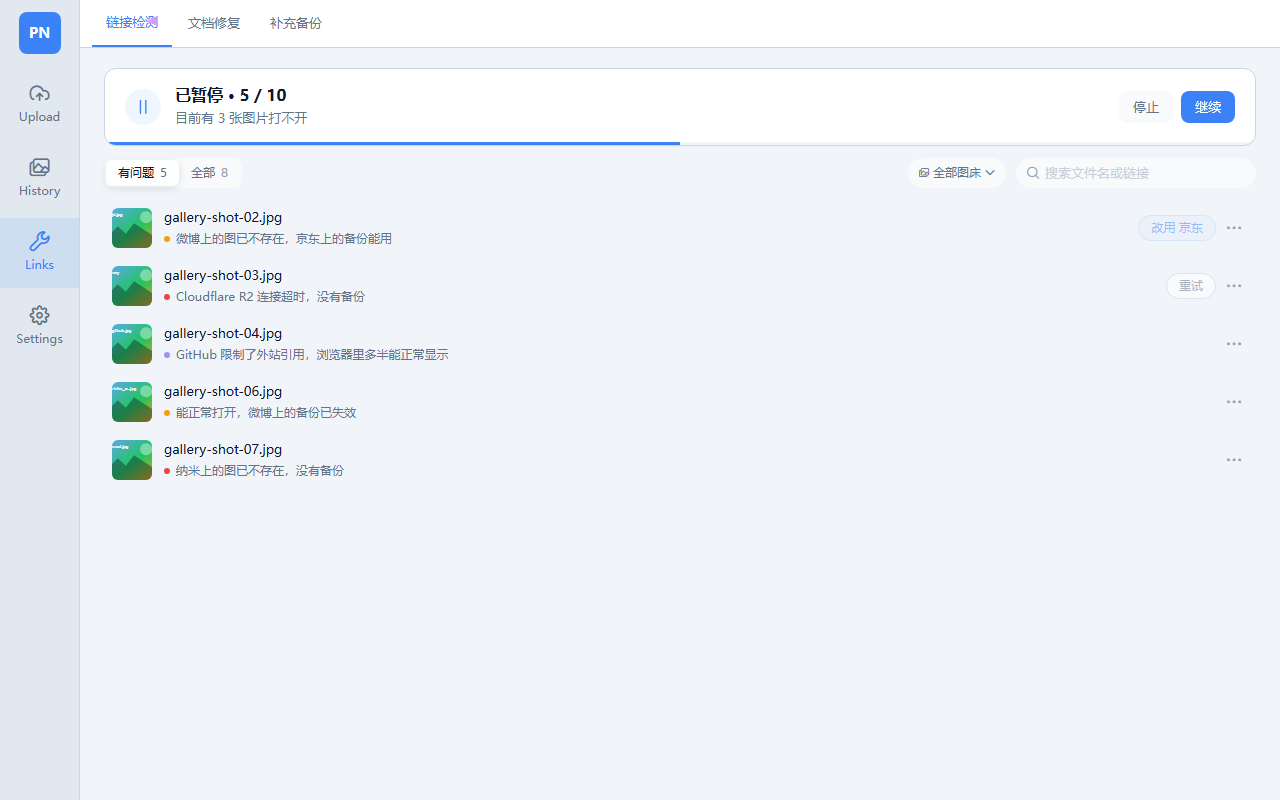 PN
Upload
History
Links
Settings
链接检测 文档修复 补充备份
已暂停 • 5 / 10
目前有 3 张图片打不开
停止 继续
有问题 5 全部 8
全部图床 搜索文件名或链接
gallery-shot-02.jpg
微博上的图已不存在，京东上的备份能用
改用 京东
gallery-shot-03.jpg
Cloudflare R2 连接超时，没有备份
重试
gallery-shot-04.jpg
GitHub 限制了外站引用，浏览器里多半能正常显示
gallery-shot-06.jpg
能正常打开，微博上的备份已失效
gallery-shot-07.jpg
纳米上的图已不存在，没有备份